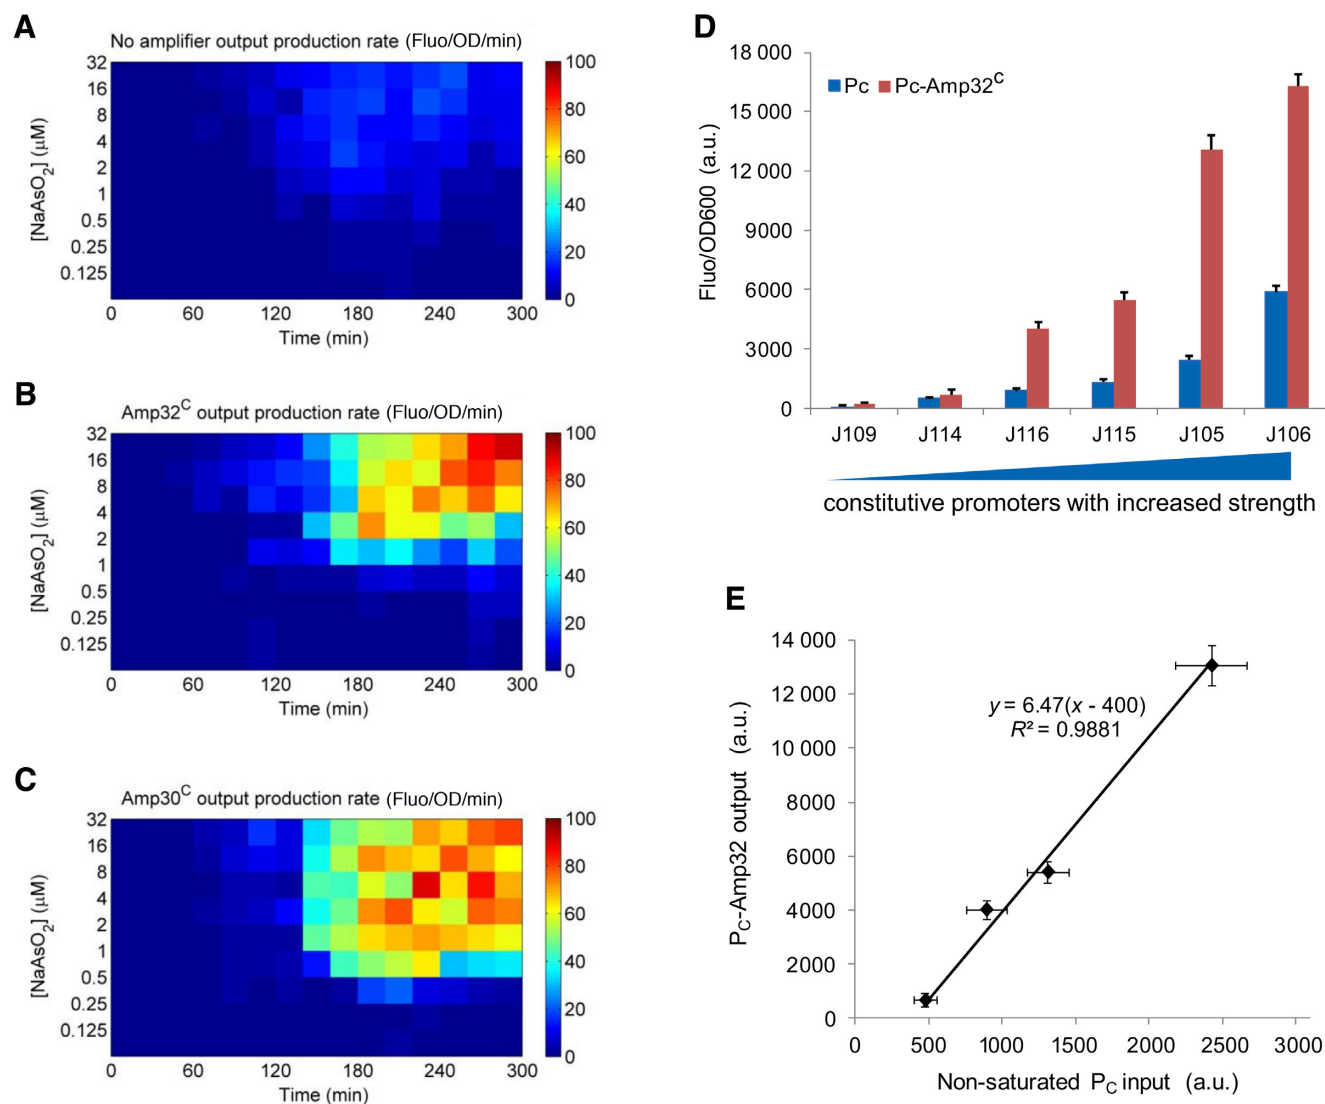 A
No amplifier output production rate (Fluo/OD/min)
32
16
8
4
2
1
0.5
0.25
0.125
[NaAsO2] (µM)
0 60 120 180 240 300
Time (min)
100
80
60
40
20
0
B
Amp32C output production rate (Fluo/OD/min)
32
16
8
4
2
1
0.5
0.25
0.125
[NaAsO2] (µM)
0 60 120 180 240 300
Time (min)
100
80
60
40
20
0
C
Amp30C output production rate (Fluo/OD/min)
32
16
8
4
2
1
0.5
0.25
0.125
[NaAsO2] (µM)
0 60 120 180 240 300
Time (min)
100
80
60
40
20
0
D
18 000
15 000
12 000
9000
6000
3000
0
Fluo/OD600 (a.u.)
Pc Pc-Amp32C
J109 J114 J116 J115 J105 J106
constitutive promoters with increased strength
E
14 000
12 000
10 000
8000
6000
4000
2000
0
PC-Amp32 output (a.u.)
y = 6.47(x - 400)
R² = 0.9881
0 500 1000 1500 2000 2500 3000
Non-saturated PC input (a.u.)